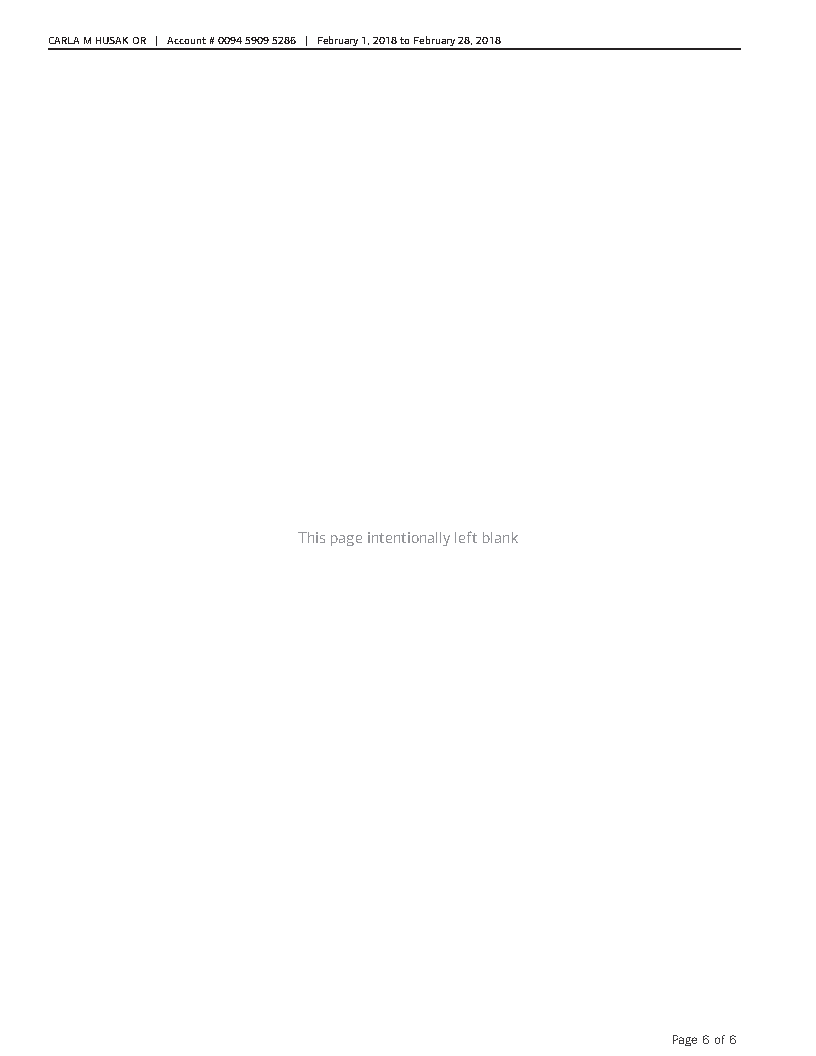 CARLA M HUSAK OR | Account # 0094 5909 5286 | February 1, 2018 to February 28, 2018
This page intentionally left blank
Page 6 of 6